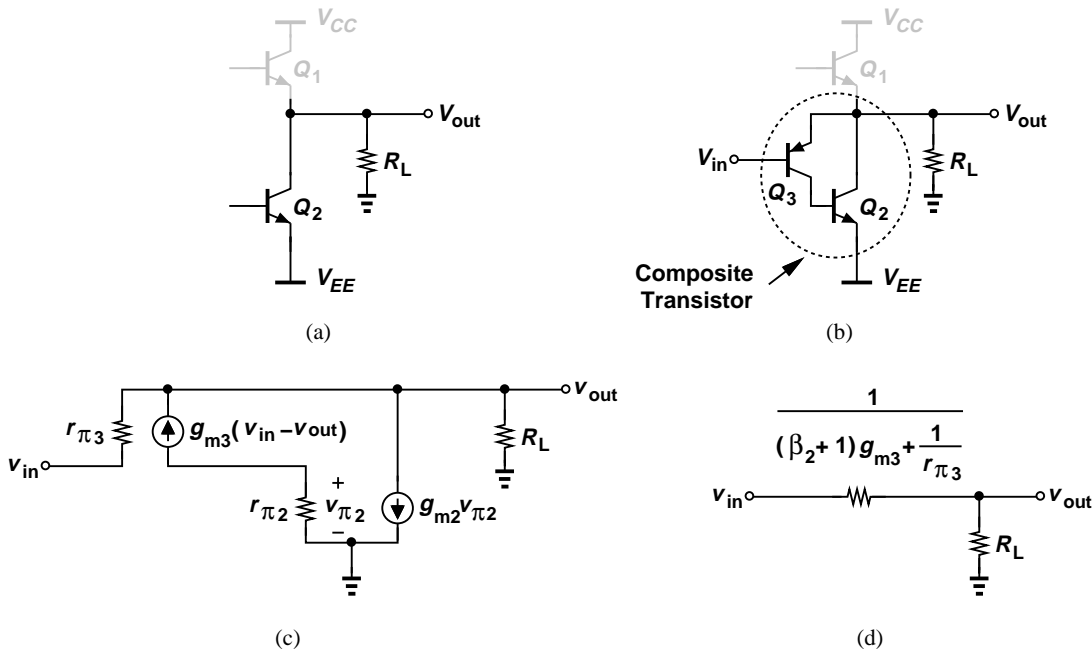 V_CC
Q_1
V_out
R_L
Q_2
V_EE
(a)
V_CC
Q_1
V_out
V_in
R_L
Q_3
Q_2
Composite
Transistor
V_EE
(b)
v_out
r_π3
g_m3(v_in − v_out)
R_L
v_in
+
r_π2
v_π2
g_m2v_π2
−
(c)
1
(β_2+1)g_m3+
1
r_π3
v_in
v_out
R_L
(d)